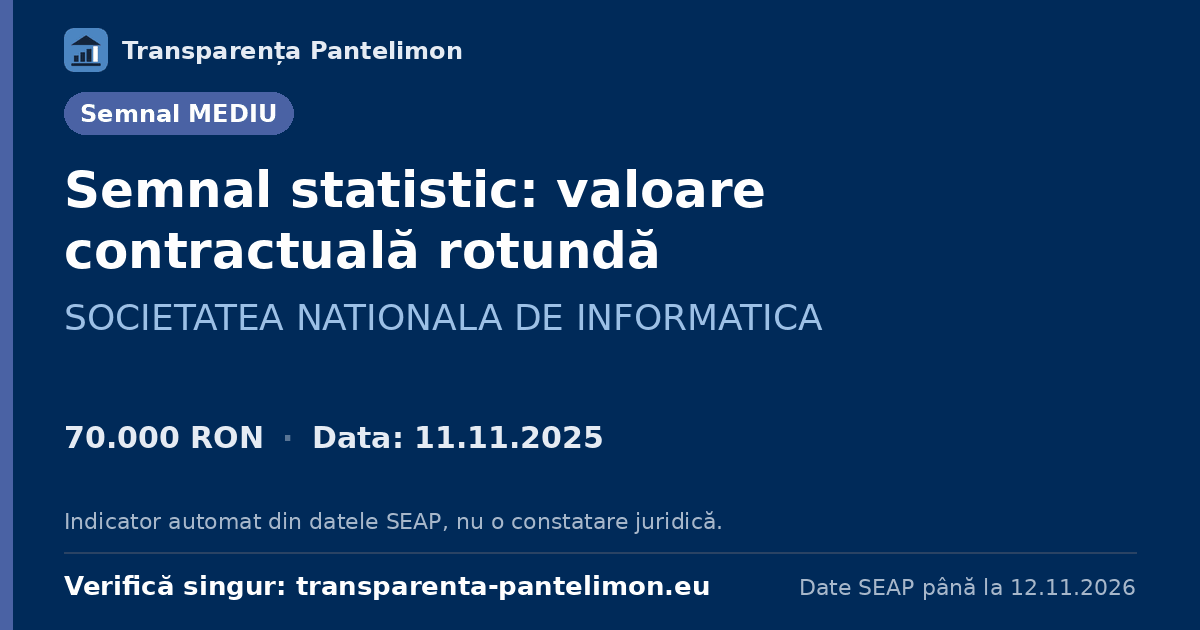 Transparența Pantelimon
Semnal MEDIU
Semnal statistic: valoare
contractuală rotundă
SOCIETATEA NATIONALA DE INFORMATICA
70.000 RON · Data: 11.11.2025
Indicator automat din datele SEAP, nu o constatare juridică.
Verifică singur: transparenta-pantelimon.eu
Date SEAP până la 12.11.2026